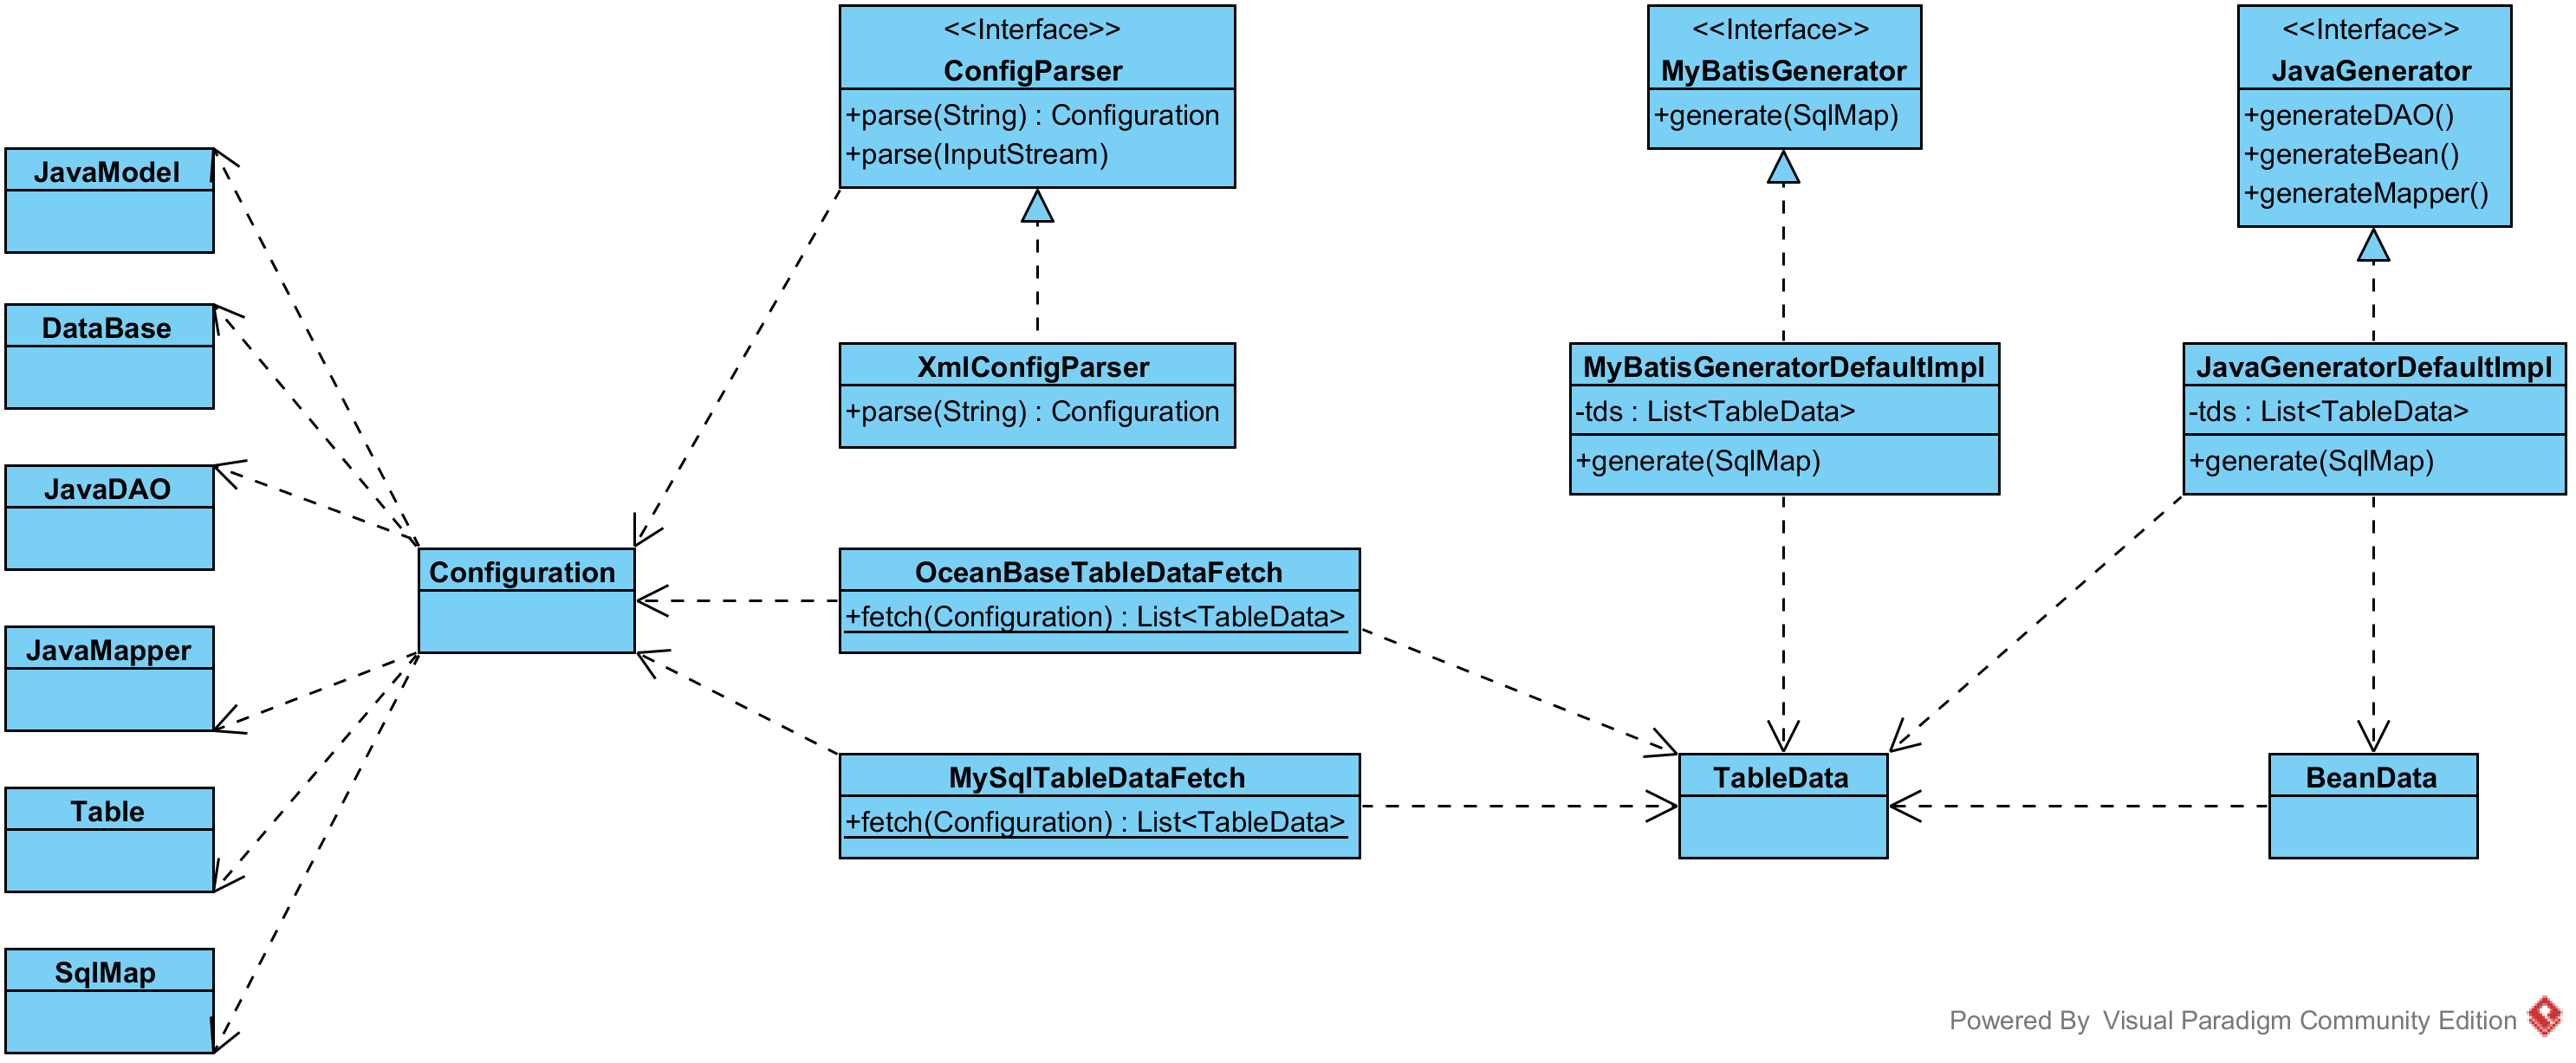 <<Interface>>
ConfigParser
+parse(String) : Configuration
+parse(InputStream)
<<Interface>>
MyBatisGenerator
+generate(SqlMap)
<<Interface>>
JavaGenerator
+generateDAO()
+generateBean()
+generateMapper()
JavaModel
DataBase
JavaDAO
JavaMapper
Table
SqlMap
Configuration
XmlConfigParser
+parse(String) : Configuration
MyBatisGeneratorDefaultImpl
-tds : List<TableData>
+generate(SqlMap)
JavaGeneratorDefaultImpl
-tds : List<TableData>
+generate(SqlMap)
OceanBaseTableDataFetch
+fetch(Configuration) : List<TableData>
MySqlTableDataFetch
+fetch(Configuration) : List<TableData>
TableData
BeanData
Powered By Visual Paradigm Community Edition